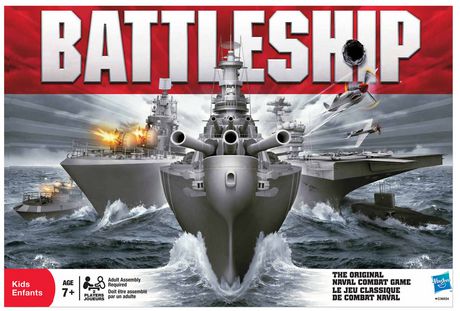 BATTLESHIP
Kids
Enfants
AGE
7+
PLAYERS
JOUEURS
Adult Assembly
Required
Doit être assemblé
par un adulte
THE ORIGINAL
NAVAL COMBAT GAME
LE JEU CLASSIQUE
DE COMBAT NAVAL
Hasbro